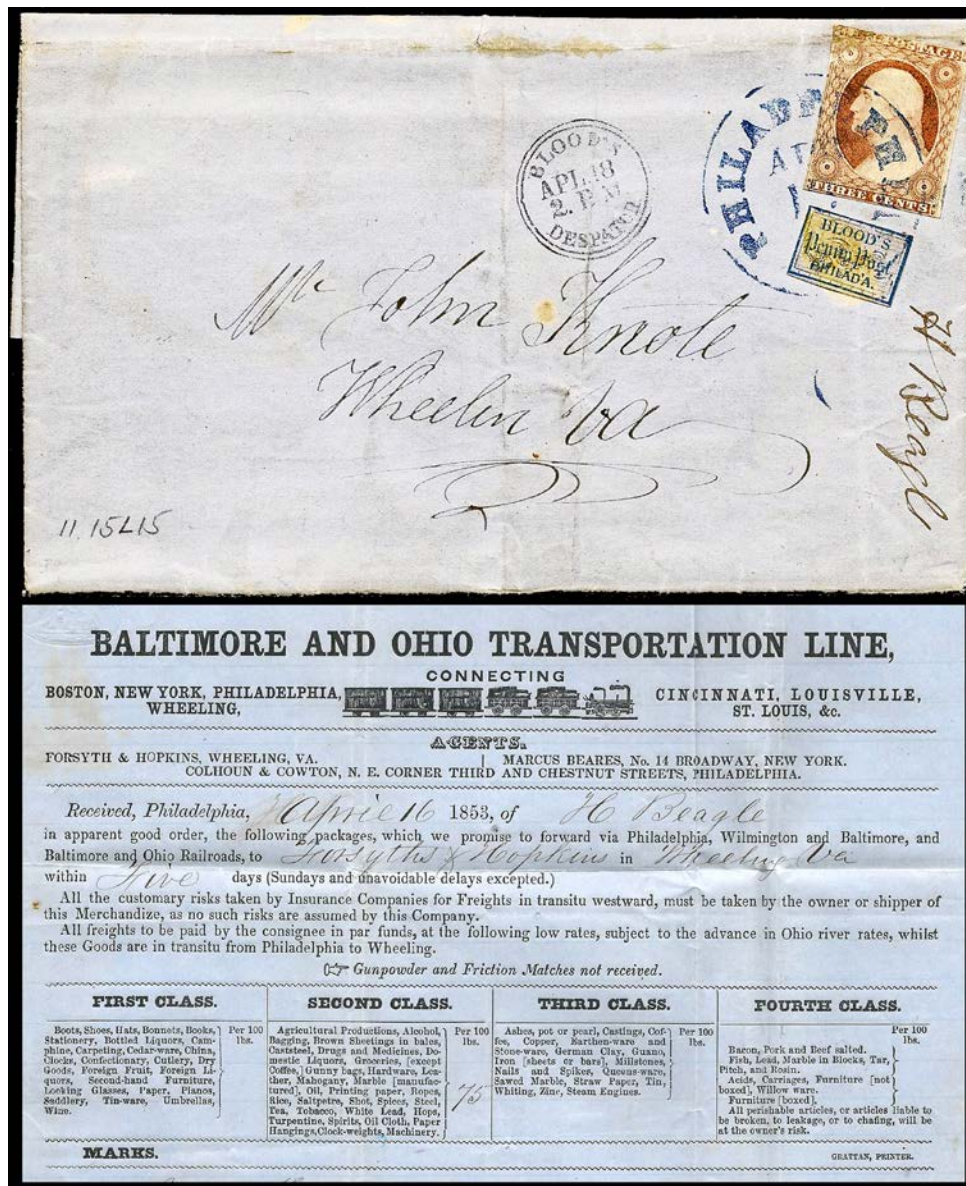 U.S. POSTAGE
THREE CENTS
PHILADE
PHI
BLOOD'S
APL. 18
2. P M
DESPATCH
BLOOD'S
Penny Post
PHILAD'A.
Mr John Knote
Wheelin Va
H Beagle
11 15L15
BALTIMORE AND OHIO TRANSPORTATION LINE,
CONNECTING
BOSTON, NEW YORK, PHILADELPHIA, WHEELING,
CINCINNATI, LOUISVILLE, ST. LOUIS, &c.
AGENTS.
FORSYTH & HOPKINS, WHEELING, VA. | MARCUS BEARES, No. 14 BROADWAY, NEW YORK.
COLHOUN & COWTON, N. E. CORNER THIRD AND CHESTNUT STREETS, PHILADELPHIA.
Received, Philadelphia, April 16 1853, of H Beagle
in apparent good order, the following packages, which we promise to forward via Philadelphia, Wilmington and Baltimore, and
Baltimore and Ohio Railroads, to Forsyths & Hopkins in Wheeling Va
within Five days (Sundays and unavoidable delays excepted.)
All the customary risks taken by Insurance Companies for Freights in transitu westward, must be taken by the owner or shipper of
this Merchandize, as no such risks are assumed by this Company.
All freights to be paid by the consignee in par funds, at the following low rates, subject to the advance in Ohio river rates, whilst
these Goods are in transitu from Philadelphia to Wheeling.
☞ Gunpowder and Friction Matches not received.
FIRST CLASS.
Boots, Shoes, Hats, Bonnets, Books,
Stationery, Bottled Liquors, Cam-
phine, Carpeting, Cedar-ware, China,
Clocks, Confectionary, Cutlery, Dry
Goods, Foreign Fruit, Foreign Li-
quors, Second-hand Furniture,
Looking Glasses, Paper, Pianos,
Saddlery, Tin-ware, Umbrellas,
Wine.
Per 100
lbs.
SECOND CLASS.
Agricultural Productions, Alcohol,
Bagging, Brown Sheetings in bales,
Caststeel, Drugs and Medicines, Do-
mestic Liquors, Groceries, [except
Coffee,] Gunny bags, Hardware, Lea-
ther, Mahogany, Marble [manufac-
tured], Oil, Printing paper, Ropes,
Rice, Saltpetre, Shot, Spices, Steel,
Tea, Tobacco, White Lead, Hops,
Turpentine, Spirits, Oil Cloth, Paper
Hangings, Clock-weights, Machinery.
Per 100
lbs.
75
THIRD CLASS.
Ashes, pot or pearl, Castings, Cof-
fee, Copper, Earthen-ware and
Stone-ware, German Clay, Guano,
Iron [sheets or bars], Millstones,
Nails and Spikes, Queens-ware,
Sawed Marble, Straw Paper, Tin,
Whiting, Zinc, Steam Engines.
Per 100
lbs.
FOURTH CLASS.
Per 100
lbs.
Bacon, Pork and Beef salted.
Fish, Lead, Marble in Blocks, Tar,
Pitch, and Rosin.
Acids, Carriages, Furniture [not
boxed], Willow ware.
Furniture [boxed].
All perishable articles, or articles liable to
be broken, to leakage, or to chafing, will be
at the owner's risk.
MARKS.
GRATTAN, PRINTER.